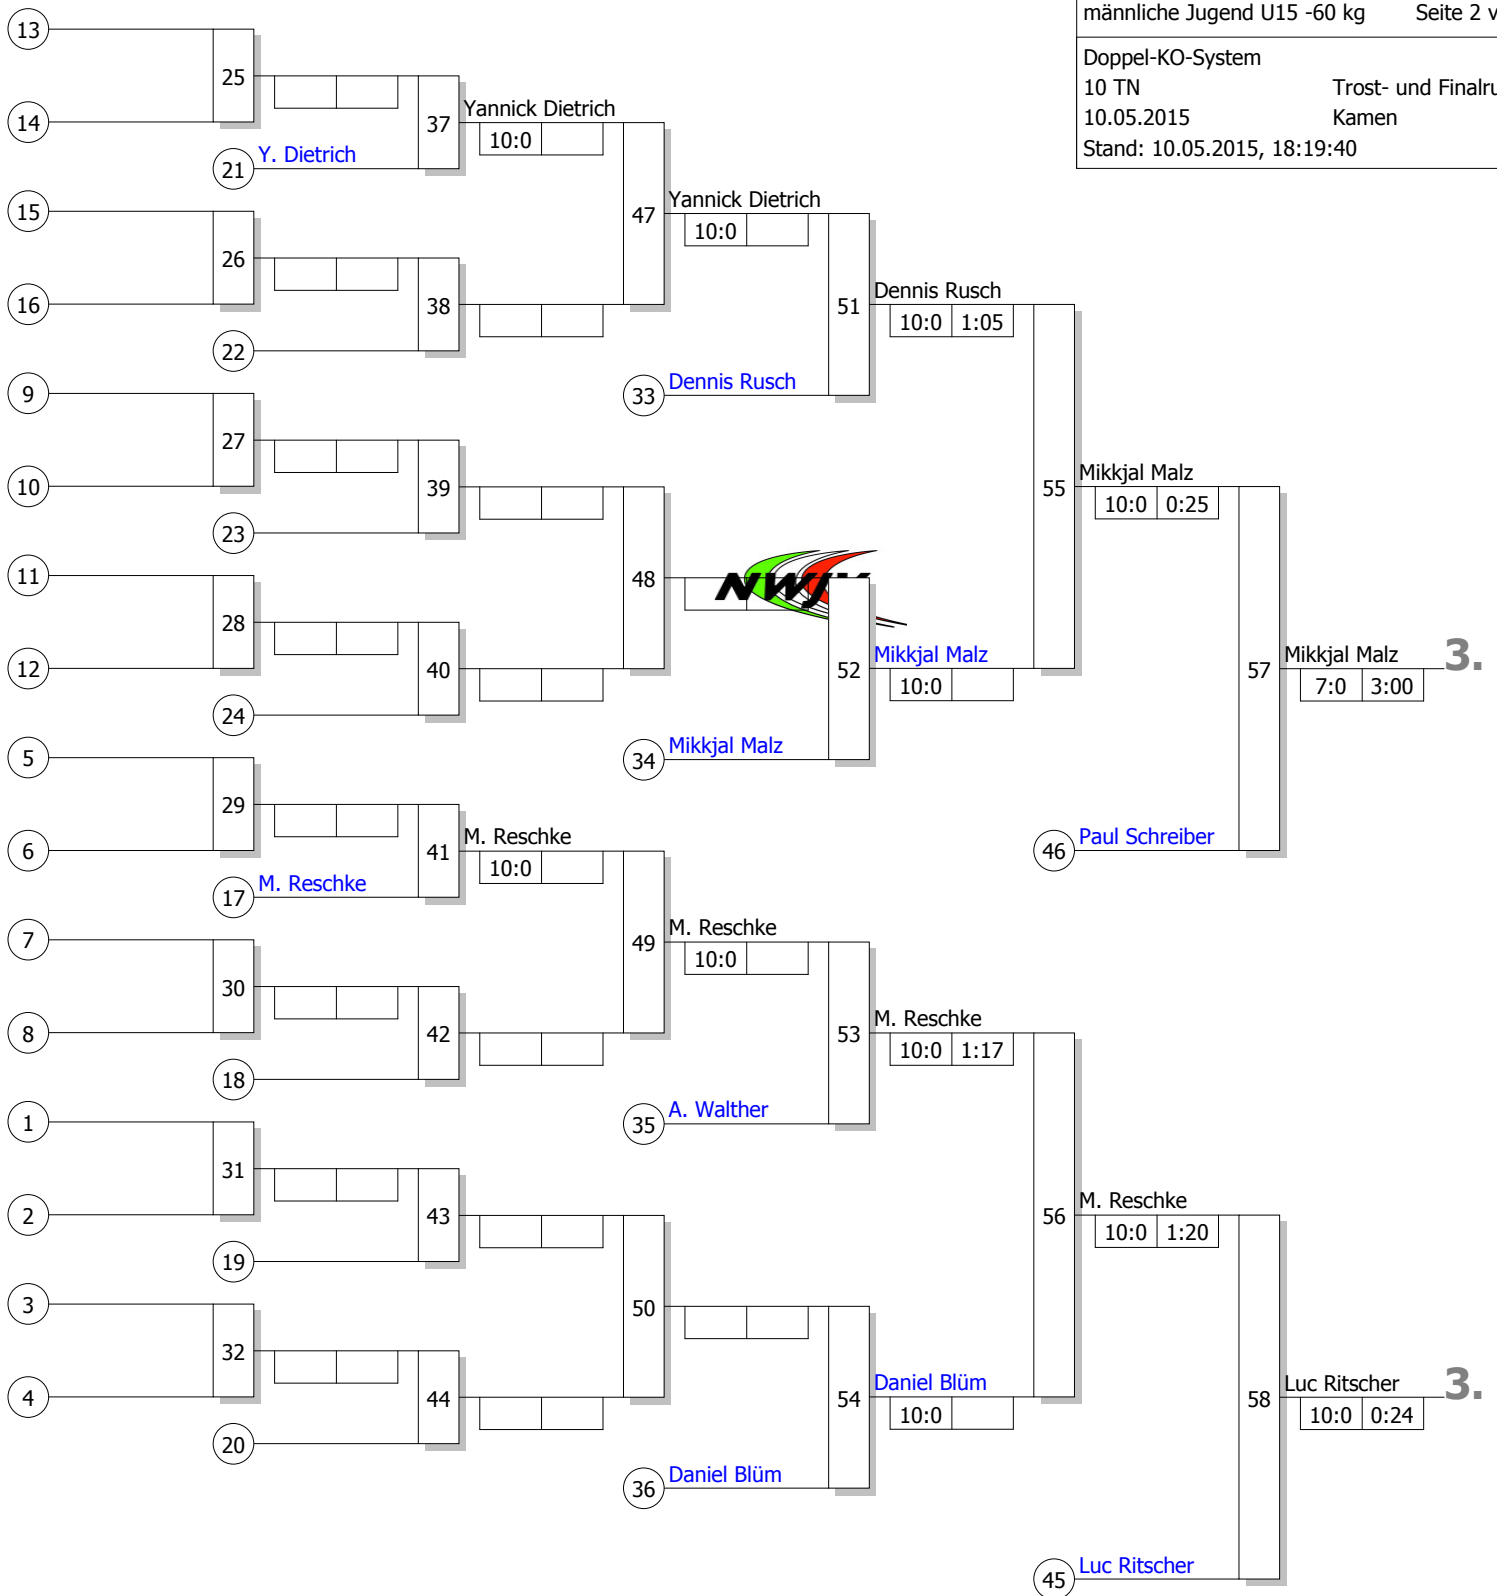 männliche Jugend U15 -60 kg Seite 2 v
Doppel-KO-System
10 TN Trost- und Finalru
10.05.2015 Kamen
Stand: 10.05.2015, 18:19:40
13
25
14
37
Yannick Dietrich
10:0
21 Y. Dietrich
15
47
Yannick Dietrich
10:0
26
16
38
51
Dennis Rusch
10:0 1:05
22
9
33 Dennis Rusch
27
10
39
55
Mikkjal Malz
10:0 0:25
23
11
48
NWJV
28
12
40
52
Mikkjal Malz
10:0
57
Mikkjal Malz
7:0 3:00
3.
24
5
34 Mikkjal Malz
29
6
41
M. Reschke
10:0
46 Paul Schreiber
17 M. Reschke
7
49
M. Reschke
10:0
30
8
42
53
M. Reschke
10:0 1:17
18
1
35 A. Walther
31
2
43
56
M. Reschke
10:0 1:20
19
3
50
32
4
44
54
Daniel Blüm
10:0
58
Luc Ritscher
10:0 0:24
3.
20
36 Daniel Blüm
45 Luc Ritscher